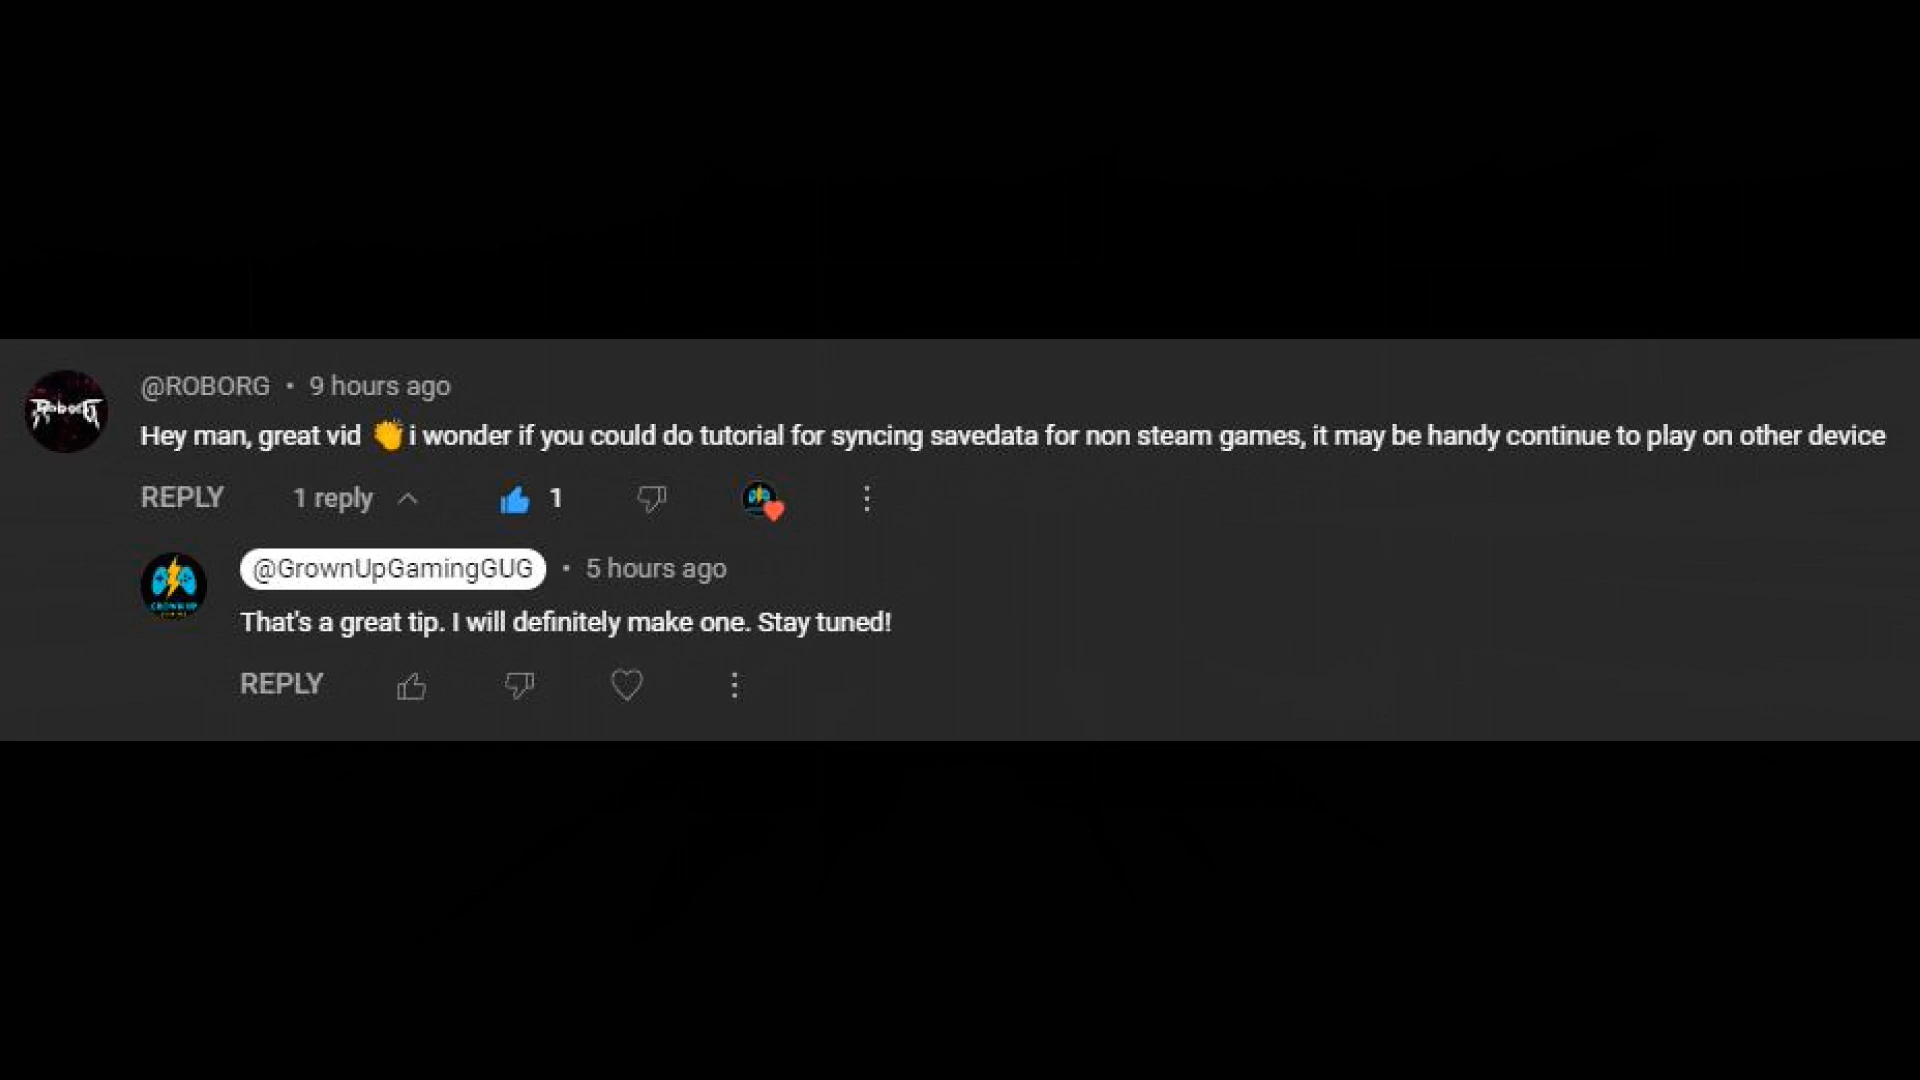 @ROBORG • 9 hours ago
Hey man, great vid 👏 i wonder if you could do tutorial for syncing savedata for non steam games, it may be handy continue to play on other device
REPLY 1 reply 1
@GrownUpGamingGUG • 5 hours ago
That's a great tip. I will definitely make one. Stay tuned!
REPLY